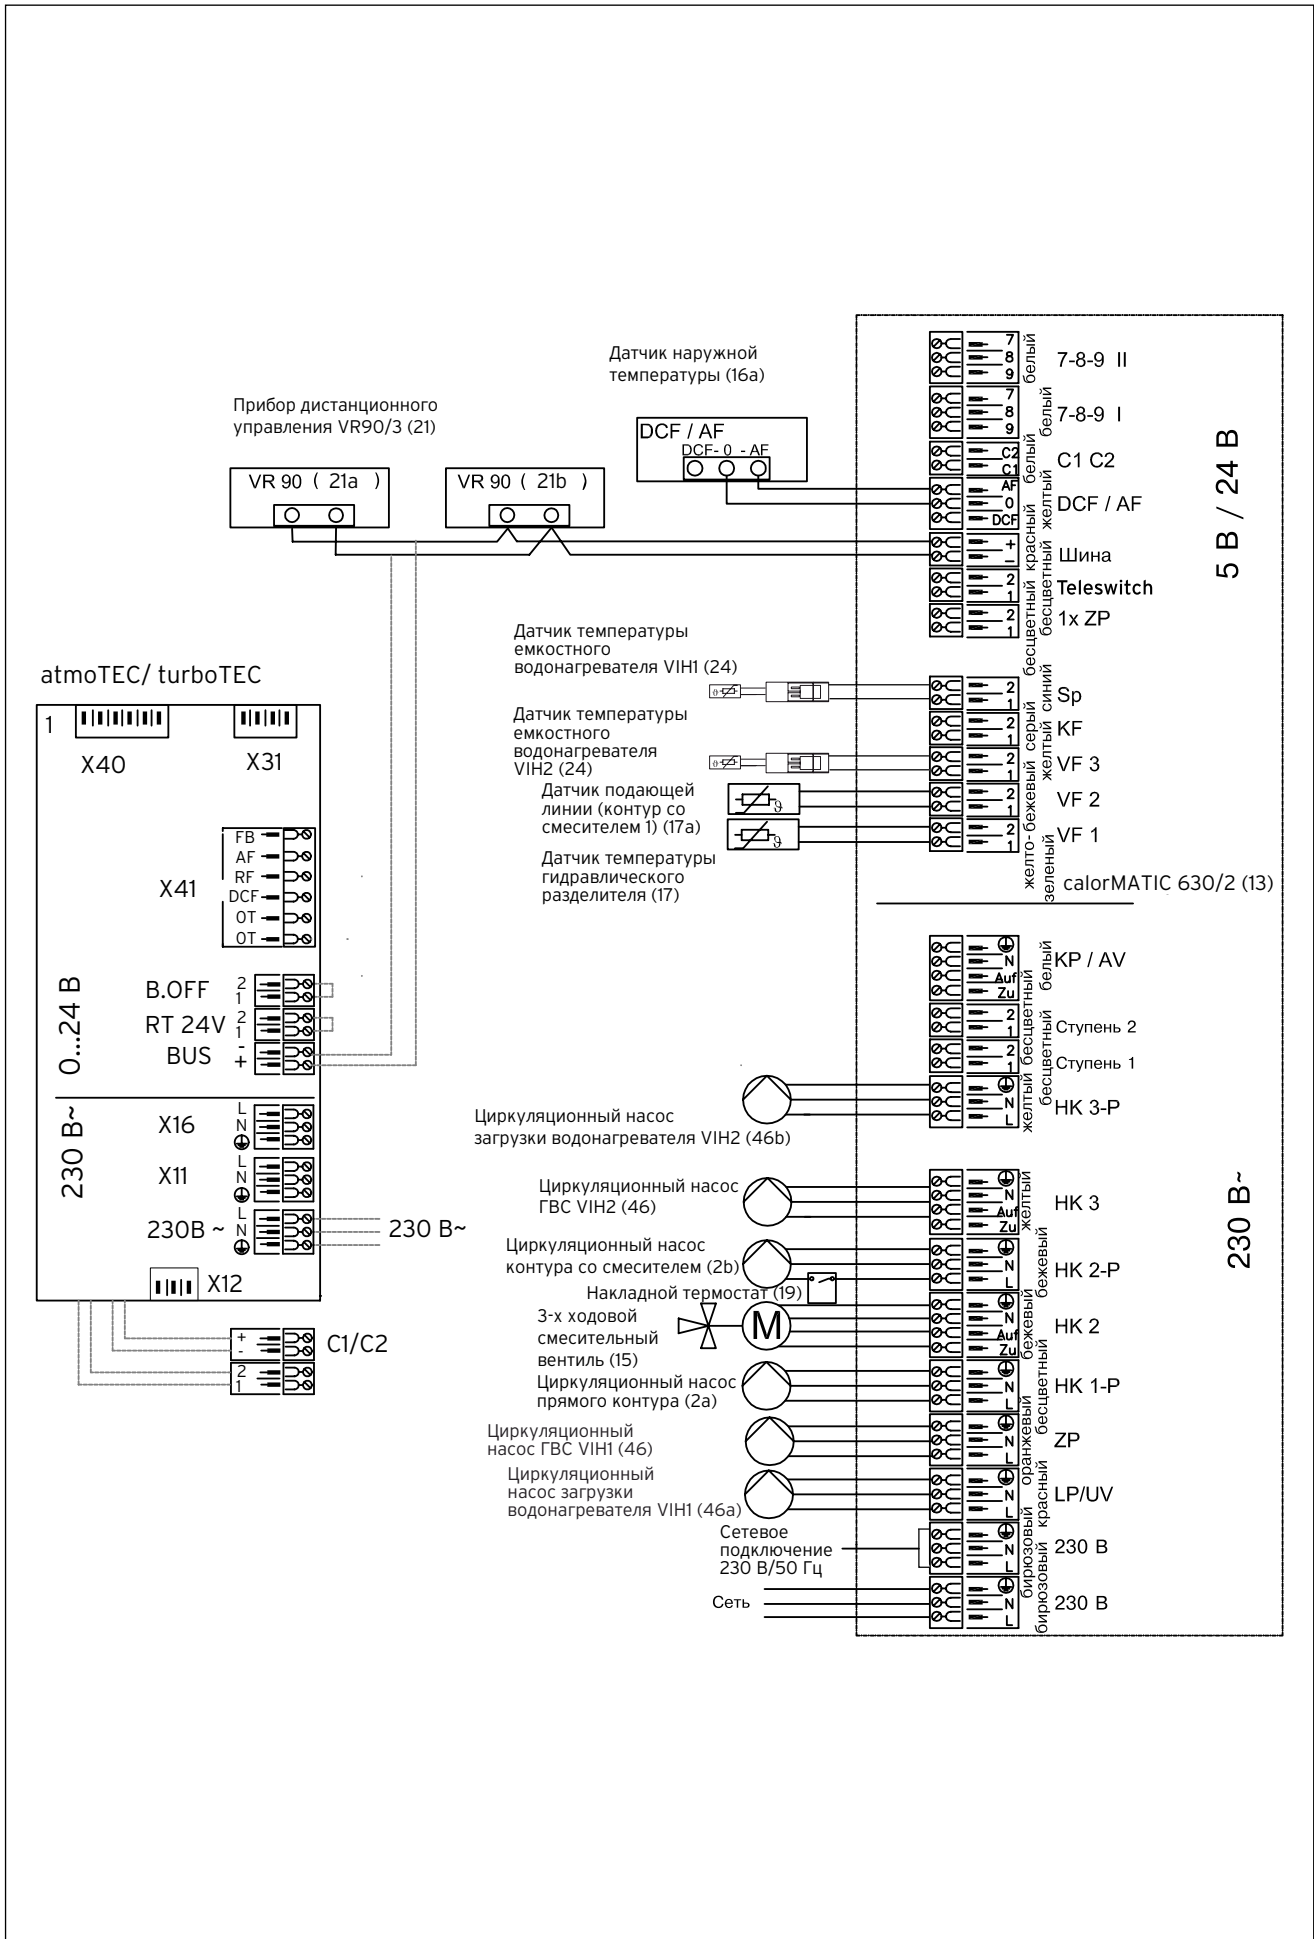 Датчик наружной
температуры (16a)
Прибор дистанционного
управления VR90/3 (21)
DCF / AF
DCF- 0 - AF
VR 90 ( 21a )
VR 90 ( 21b )
Датчик температуры
емкостного
водонагревателя VIH1 (24)
Датчик температуры
емкостного
водонагревателя
VIH2 (24)
Датчик подающей
линии (контур со
смесителем 1) (17a)
Датчик температуры
гидравлического
разделителя (17)
atmoTEC/ turboTEC
1
X40
X31
X41
FB
AF
RF
DCF
OT
OT
0...24 В
B.OFF
2
1
RT 24V
2
1
BUS
-
+
230 В~
X16
L
N
X11
L
N
230В ~
L
N
230 В~
X12
+
-
C1/C2
2
1
Циркуляционный насос
загрузки водонагревателя VIH2 (46b)
Циркуляционный насос
ГВС VIH2 (46)
Циркуляционный насос
контура со смесителем (2b)
Накладной термостат (19)
3-х ходовой
смесительный
вентиль (15)
M
Циркуляционный насос
прямого контура (2a)
Циркуляционный
насос ГВС VIH1 (46)
Циркуляционный
насос загрузки
водонагревателя VIH1 (46a)
Сетевое
подключение
230 В/50 Гц
Сеть
7
8
9
белый
7-8-9 II
7
8
9
белый
7-8-9 I
C2
C1
белый
C1 C2
AF
0
DCF
желтый
DCF / AF
+
-
красный
Шина
2
1
бесцветный
Teleswitch
2
1
бесцветный
1x ZP
5 В / 24 В
2
1
синий
Sp
2
1
серый
KF
2
1
желтый
VF 3
2
1
бежевый
VF 2
2
1
желто-
зеленый
VF 1
calorMATIC 630/2 (13)
N
Auf
Zu
белый
KP / AV
2
1
бесцветный
Ступень 2
2
1
бесцветный
Ступень 1
N
L
желтый
HK 3-P
N
Auf
Zu
желтый
HK 3
N
L
бежевый
HK 2-P
N
Auf
Zu
бежевый
HK 2
N
L
бесцветный
HK 1-P
N
L
оранжевый
ZP
N
L
красный
LP/UV
N
L
бирюзовый
230 В
N
L
бирюзовый
230 В
230 В~